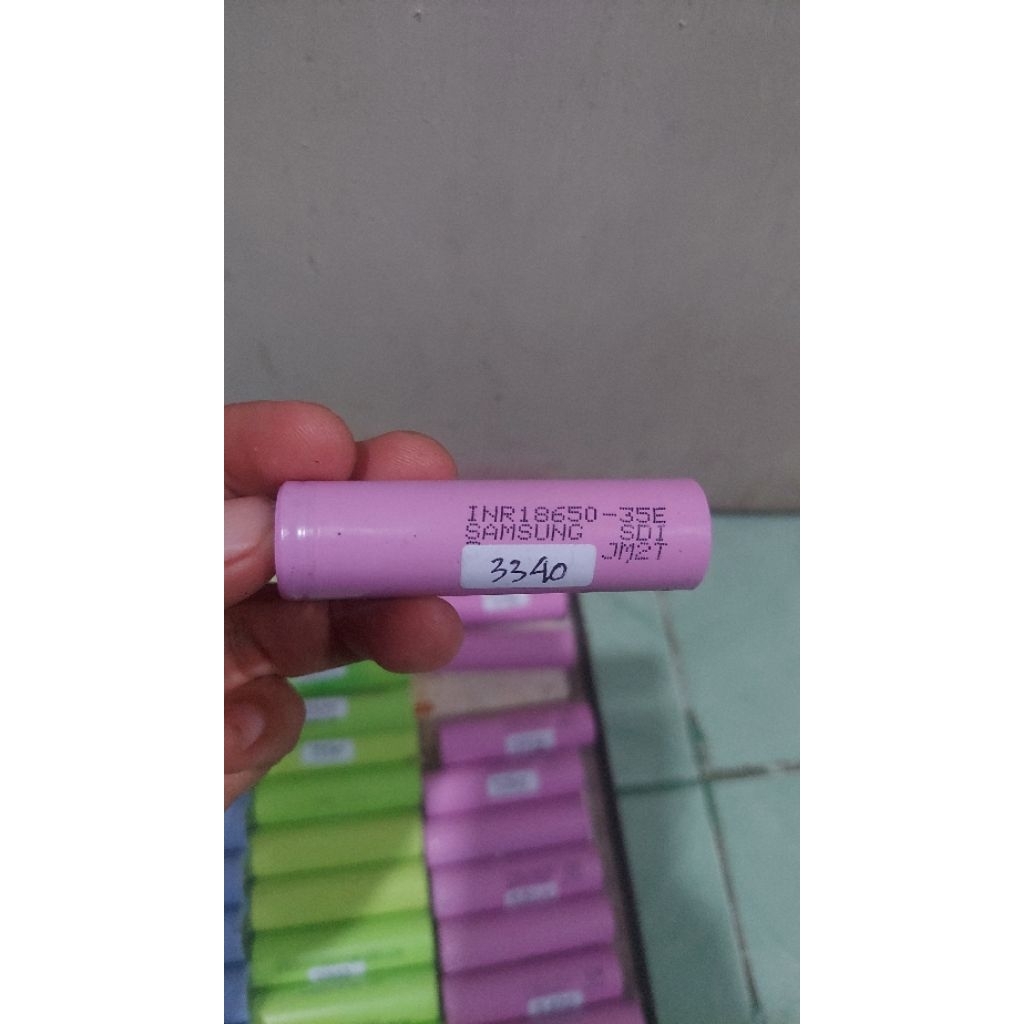 INR18650-35E
SAMSUNG SDI
JM2T
3340